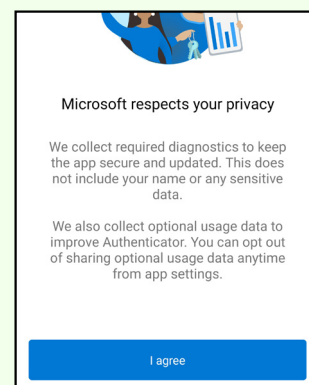 Microsoft respects your privacy
We collect required diagnostics to keep
the app secure and updated. This does
not include your name or any sensitive
data.
We also collect optional usage data to
improve Authenticator. You can opt out
of sharing optional usage data anytime
from app settings.
I agree